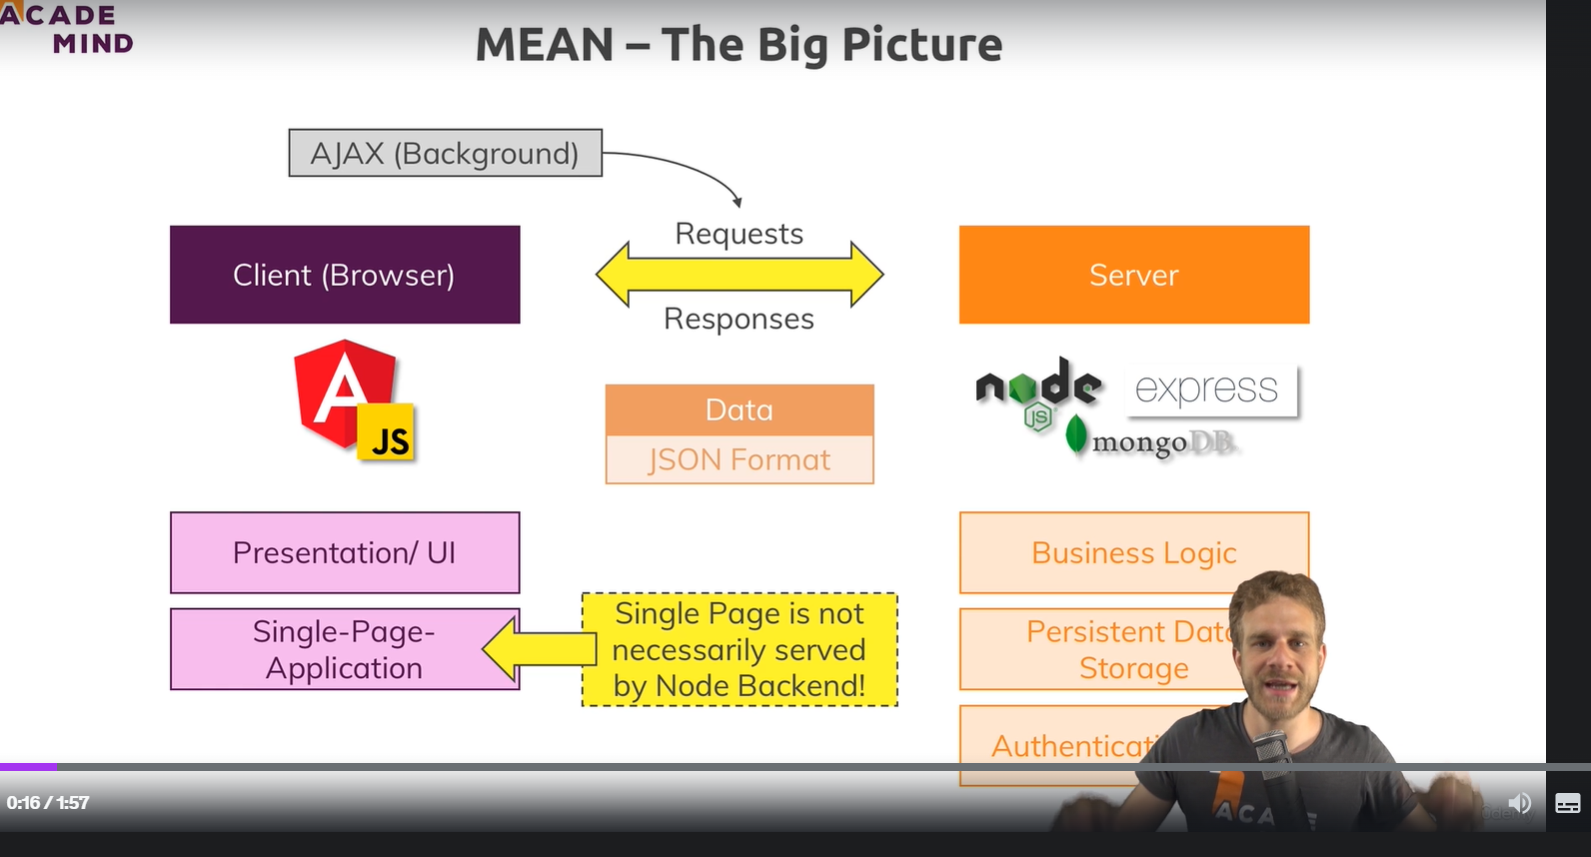 ACADE
MIND
MEAN – The Big Picture
AJAX (Background)
Requests
Client (Browser)
Server
Responses
A
JS
node
JS
express
mongoDB
Data
JSON Format
Presentation/ UI
Business Logic
Single-Page-
Application
Single Page is not
necessarily served
by Node Backend!
Persistent Data
Storage
Authenticati
ACADE
0:16 / 1:57